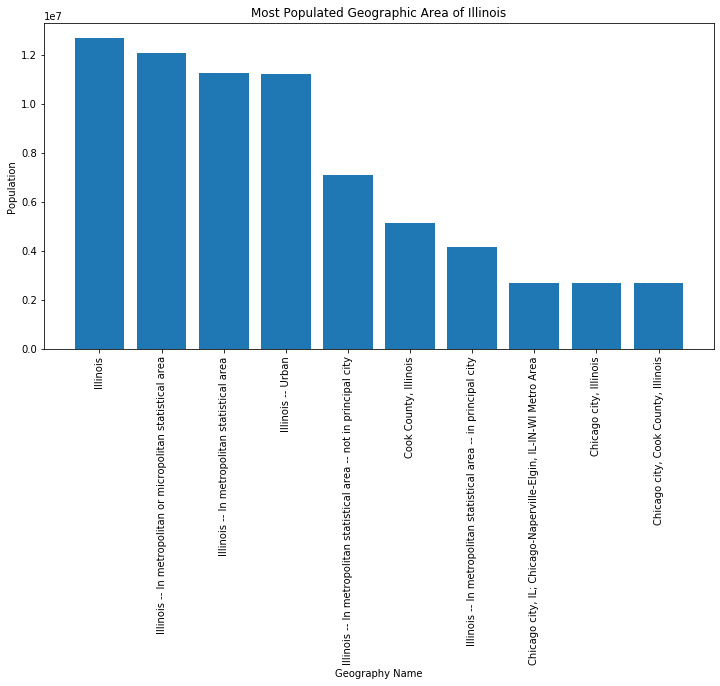 Most Populated Geographic Area of Illinois
1e7
1.2
1.0
0.8
0.6
0.4
0.2
0.0
Population
Illinois
Illinois -- In metropolitan or micropolitan statistical area
Illinois -- In metropolitan statistical area
Illinois -- Urban
Illinois -- In metropolitan statistical area -- not in principal city
Cook County, Illinois
Illinois -- In metropolitan statistical area -- in principal city
Chicago city, IL; Chicago-Naperville-Elgin, IL-IN-WI Metro Area
Chicago city, Illinois
Chicago city, Cook County, Illinois
Geography Name